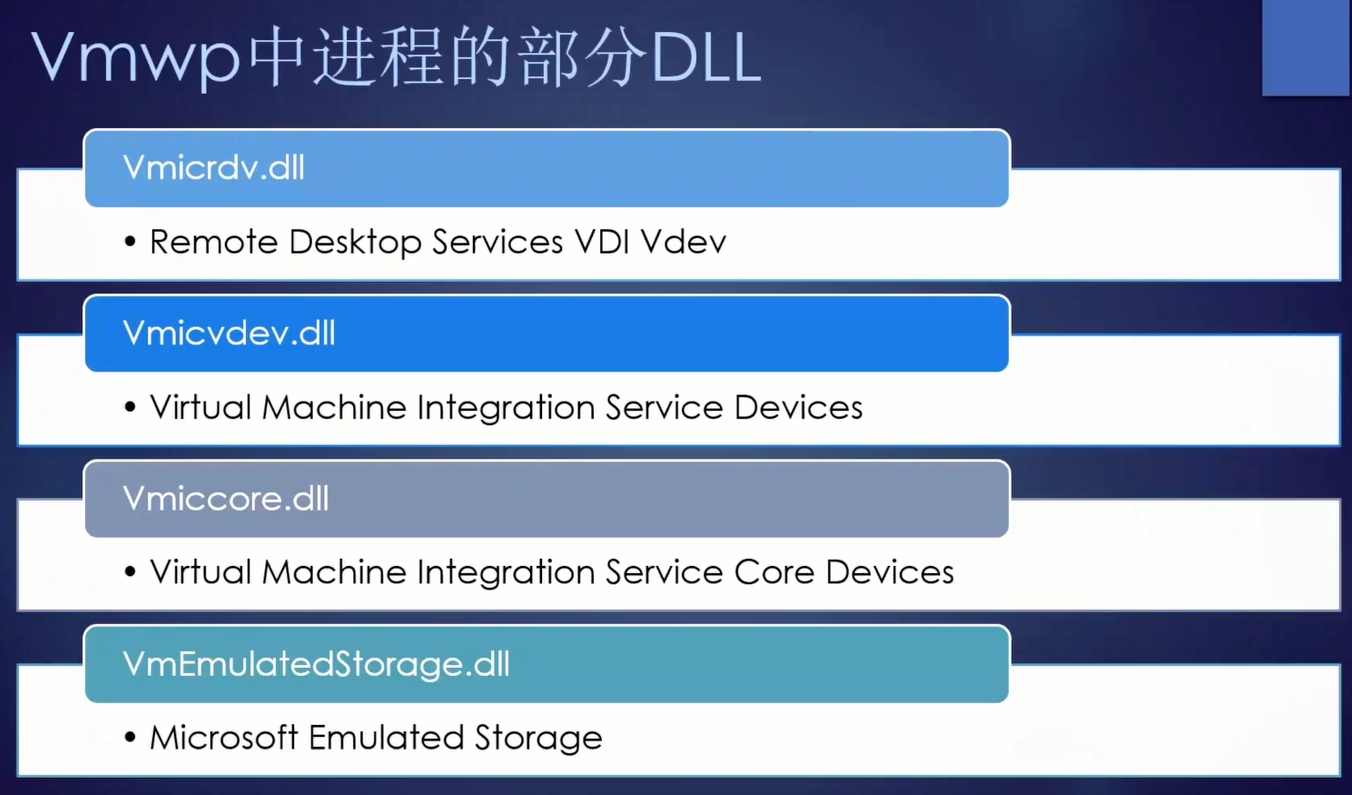 Vmwp中进程的部分DLL
Vmicrdv.dll
• Remote Desktop Services VDI Vdev
Vmicvdev.dll
• Virtual Machine Integration Service Devices
Vmiccore.dll
• Virtual Machine Integration Service Core Devices
VmEmulatedStorage.dll
• Microsoft Emulated Storage